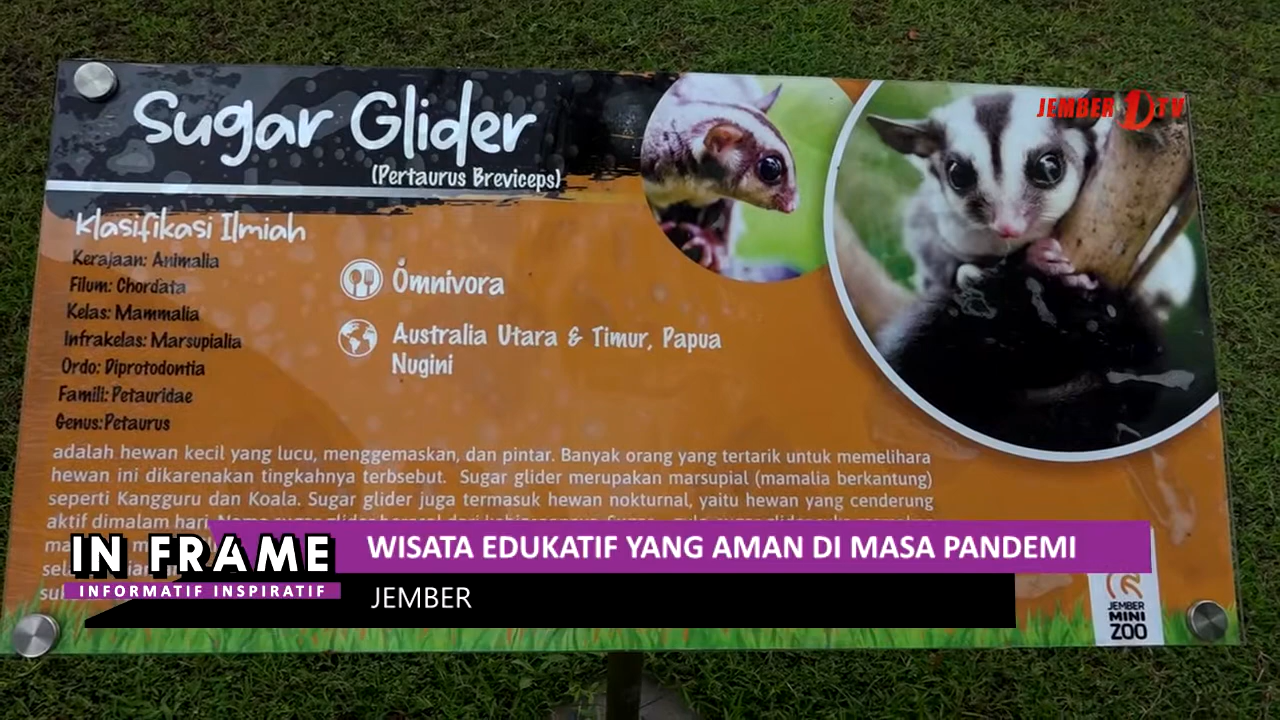 JEMBER 1 TV
Sugar Glider
(Pertaurus Breviceps)
Klasifikasi Ilmiah
Kerajaan: Animalia
Filum: Chordata
Kelas: Mammalia
Infrakelas: Marsupialia
Ordo: Diprotodontia
Famili: Petauridae
Genus:Petaurus
Omnivora
Australia Utara & Timur, Papua
Nugini
adalah hewan kecil yang lucu, menggemaskan, dan pintar. Banyak orang yang tertarik untuk memelihara
hewan ini dikarenakan tingkahnya terbsebut. Sugar glider merupakan marsupial (mamalia berkantung)
seperti Kangguru dan Koala. Sugar glider juga termasuk hewan nokturnal, yaitu hewan yang cenderung
aktif dimalam hari
IN FRAME
INFORMATIF INSPIRATIF
WISATA EDUKATIF YANG AMAN DI MASA PANDEMI
JEMBER
JEMBER
MINI
ZOO